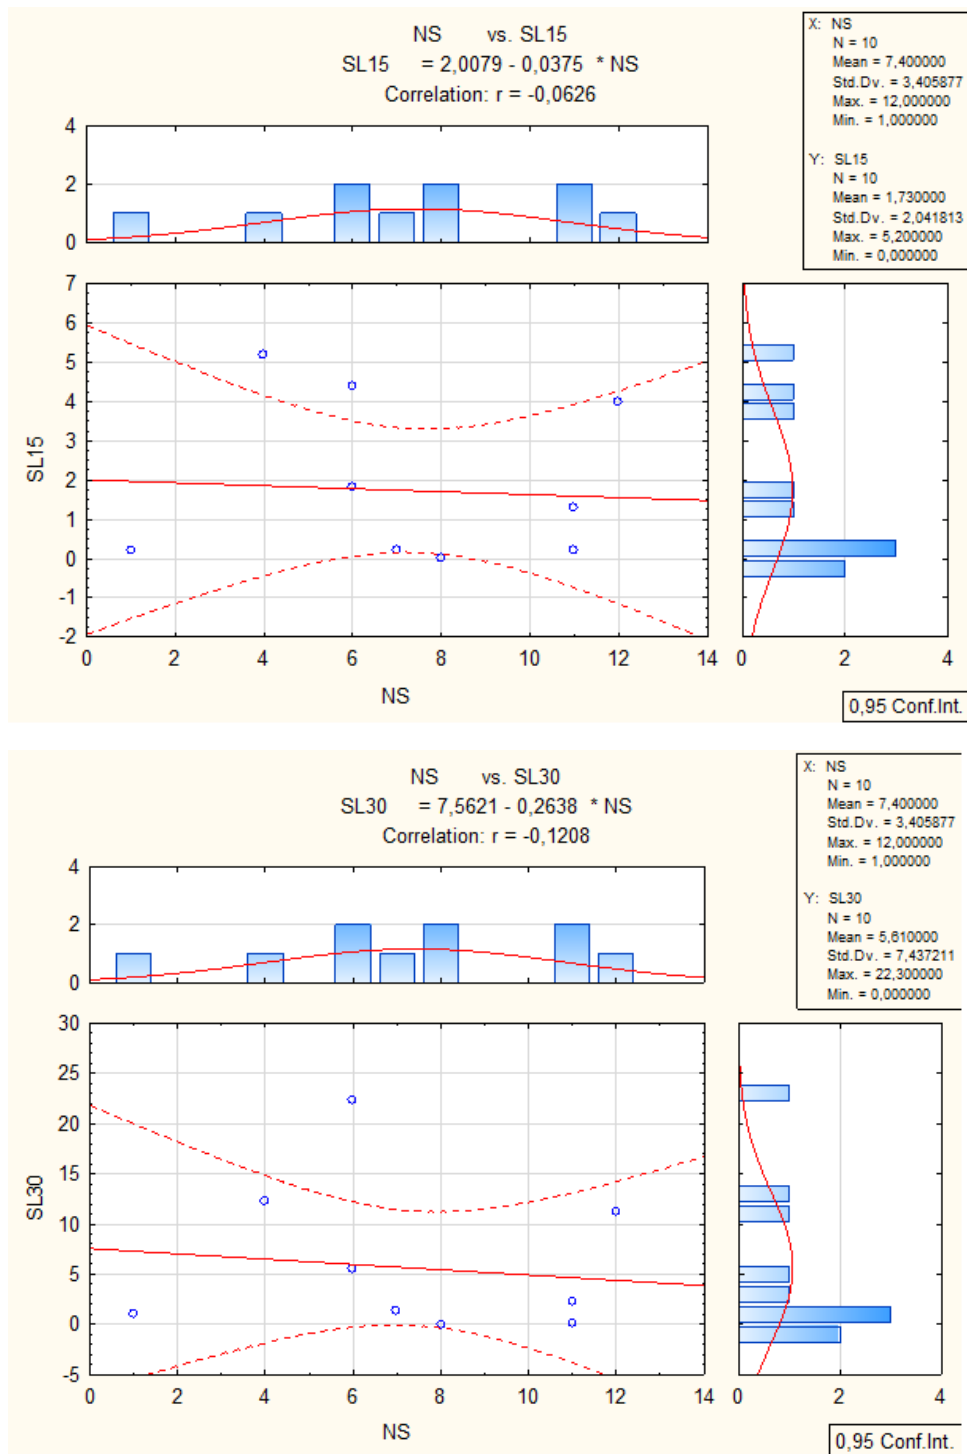 NS vs. SL15
SL15 = 2,0079 - 0,0375 * NS
Correlation: r = -0,0626
X: NS
N = 10
Mean = 7,400000
Std.Dv. = 3,405877
Max. = 12,000000
Min. = 1,000000
Y: SL15
N = 10
Mean = 1,730000
Std.Dv. = 2,041813
Max. = 5,200000
Min. = 0,000000
4
2
0
7
6
5
4
3
2
1
0
-1
-2
SL15
0 2 4 6 8 10 12 14
NS
0 2 4
0,95 Conf.Int.
NS vs. SL30
SL30 = 7,5621 - 0,2638 * NS
Correlation: r = -0,1208
X: NS
N = 10
Mean = 7,400000
Std.Dv. = 3,405877
Max. = 12,000000
Min. = 1,000000
Y: SL30
N = 10
Mean = 5,610000
Std.Dv. = 7,437211
Max. = 22,300000
Min. = 0,000000
4
2
0
30
25
20
15
10
5
0
-5
SL30
0 2 4 6 8 10 12 14
NS
0 2 4
0,95 Conf.Int.